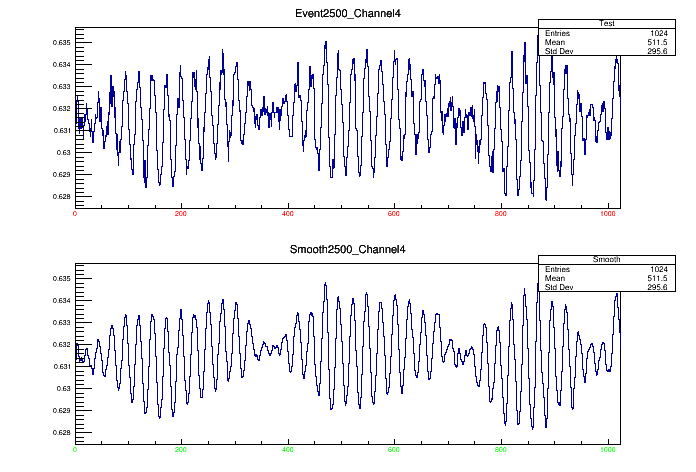 Event2500_Channel4
Test
Entries 1024
Mean 511.5
Std Dev 295.6
0.635
0.634
0.633
0.632
0.631
0.63
0.629
0.628
0 200 400 600 800 1000
Smooth2500_Channel4
Smooth
Entries 1024
Mean 511.5
Std Dev 295.6
0.635
0.634
0.633
0.632
0.631
0.63
0.629
0.628
0 200 400 600 800 1000